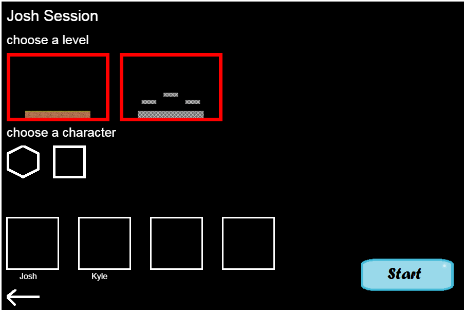 Josh Session
choose a level
choose a character
Josh
Kyle
Start